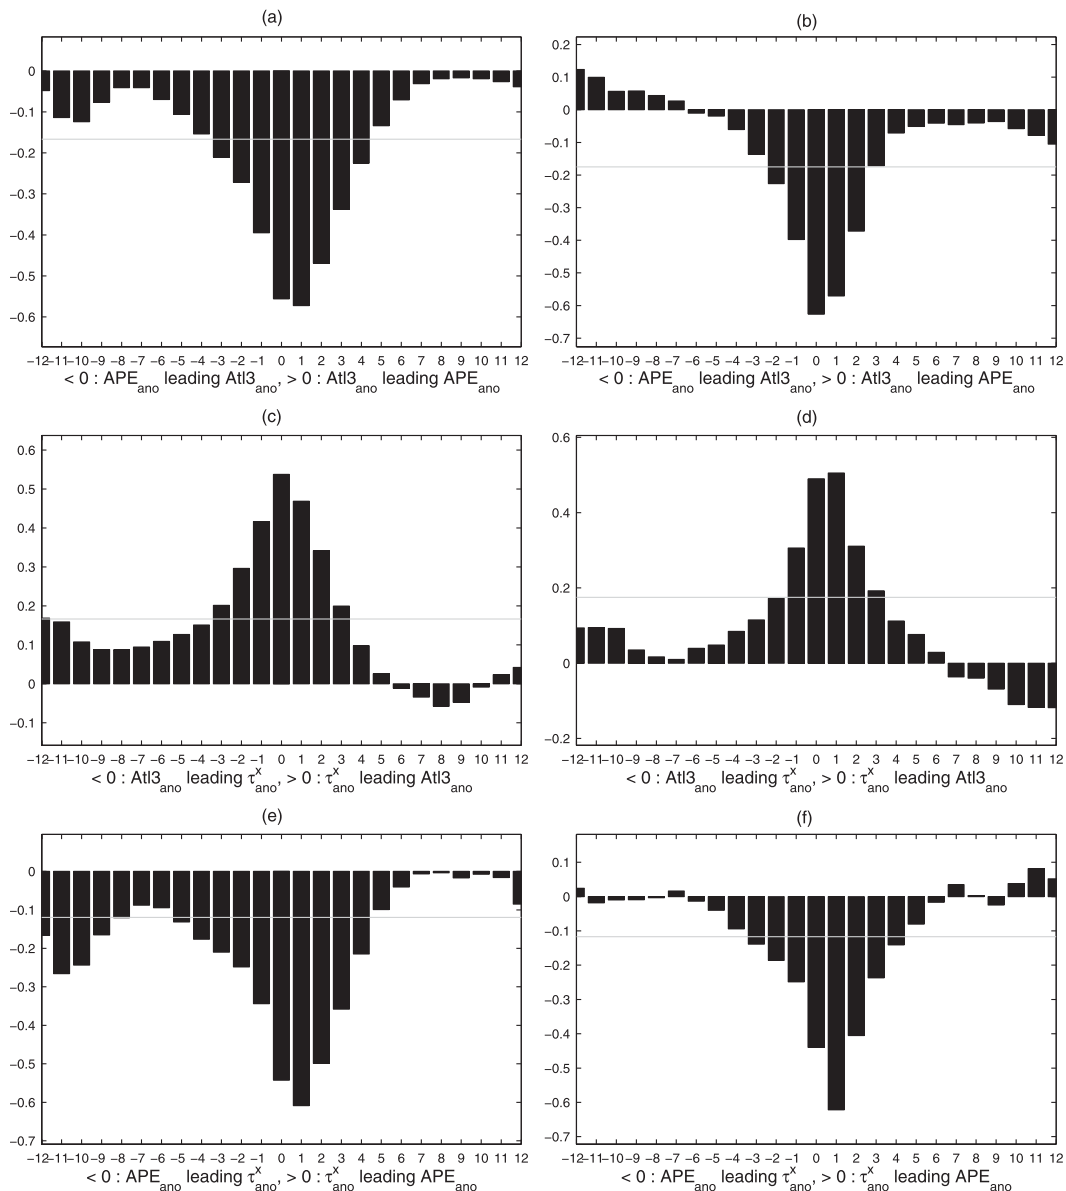 (a)
0
−0.1
−0.2
−0.3
−0.4
−0.5
−0.6
−12−11−10−9 −8 −7 −6 −5 −4 −3 −2 −1 0 1 2 3 4 5 6 7 8 9 10 11 12
< 0 : APE_ano leading Atl3_ano, > 0 : Atl3_ano leading APE_ano
(b)
0.2
0.1
0
−0.1
−0.2
−0.3
−0.4
−0.5
−0.6
−0.7
−12−11−10−9 −8 −7 −6 −5 −4 −3 −2 −1 0 1 2 3 4 5 6 7 8 9 10 11 12
< 0 : APE_ano leading Atl3_ano, > 0 : Atl3_ano leading APE_ano
(c)
0.6
0.5
0.4
0.3
0.2
0.1
0
−0.1
−12−11−10−9 −8 −7 −6 −5 −4 −3 −2 −1 0 1 2 3 4 5 6 7 8 9 10 11 12
< 0 : Atl3_ano leading τ^x_ano, > 0 : τ^x_ano leading Atl3_ano
(d)
0.6
0.4
0.2
0
−0.2
−12−11−10−9 −8 −7 −6 −5 −4 −3 −2 −1 0 1 2 3 4 5 6 7 8 9 10 11 12
< 0 : Atl3_ano leading τ^x_ano, > 0 : τ^x_ano leading Atl3_ano
(e)
0
−0.1
−0.2
−0.3
−0.4
−0.5
−0.6
−0.7
−12−11−10−9 −8 −7 −6 −5 −4 −3 −2 −1 0 1 2 3 4 5 6 7 8 9 10 11 12
< 0 : APE_ano leading τ^x_ano, > 0 : τ^x_ano leading APE_ano
(f)
0.1
0
−0.1
−0.2
−0.3
−0.4
−0.5
−0.6
−0.7
−12−11−10−9 −8 −7 −6 −5 −4 −3 −2 −1 0 1 2 3 4 5 6 7 8 9 10 11 12
< 0 : APE_ano leading τ^x_ano, > 0 : τ^x_ano leading APE_ano